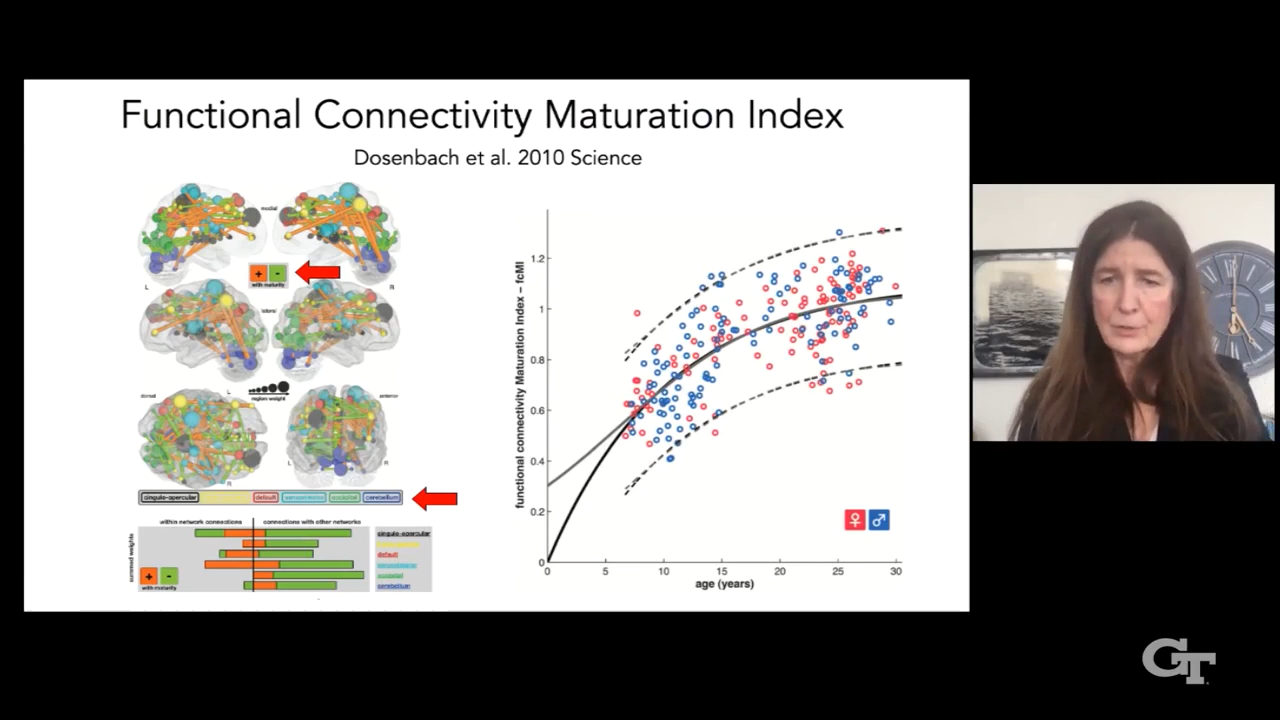 Functional Connectivity Maturation Index
Dosenbach et al. 2010 Science
medial
+ -
with maturity
L R
lateral
dorsal
L
region weight
anterior
R
L R
cingulo-opercular default sensorimotor occipital cerebellum
within network connections connections with other networks
summed weights
cingulo-opercular
default
sensorimotor
occipital
cerebellum
+ -
with maturity
functional connectivity Maturation Index – fcMI
1.2
1
0.8
0.6
0.4
0.2
0
0 5 10 15 20 25 30
age (years)
♀ ♂
GT